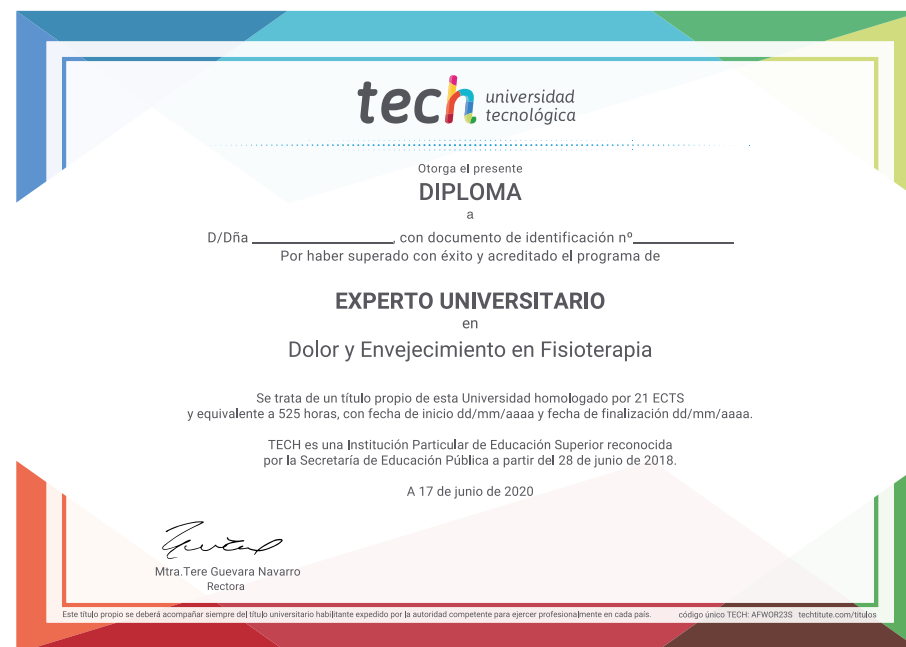 tech universidad
tecnológica
Otorga el presente
DIPLOMA
a
D/Dña ____________________, con documento de identificación nº______________
Por haber superado con éxito y acreditado el programa de
EXPERTO UNIVERSITARIO
en
Dolor y Envejecimiento en Fisioterapia
Se trata de un título propio de esta Universidad homologado por 21 ECTS
y equivalente a 525 horas, con fecha de inicio dd/mm/aaaa y fecha de finalización dd/mm/aaaa.
TECH es una Institución Particular de Educación Superior reconocida
por la Secretaría de Educación Pública a partir del 28 de junio de 2018.
A 17 de junio de 2020
Mtra.Tere Guevara Navarro
Rectora
Este título propio se deberá acompañar siempre del título universitario habilitante expedido por la autoridad competente para ejercer profesionalmente en cada país. código único TECH: AFWOR23S techtitute.com/titulos